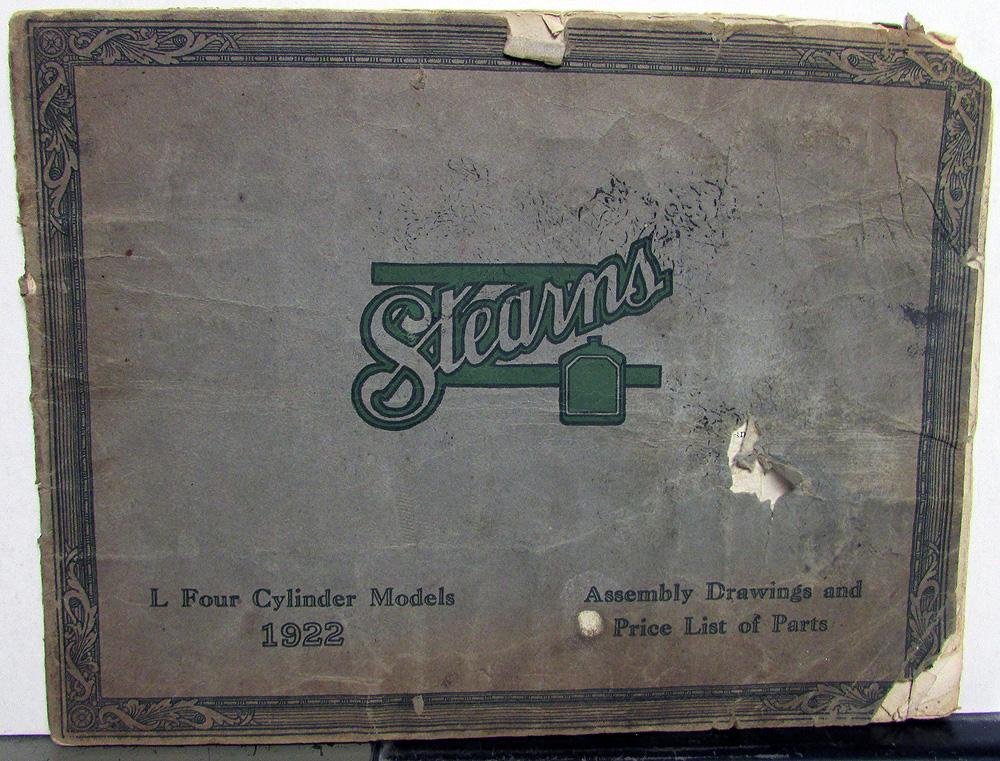 Stearns
L Four Cylinder Models
1922
Assembly Drawings and
Price List of Parts